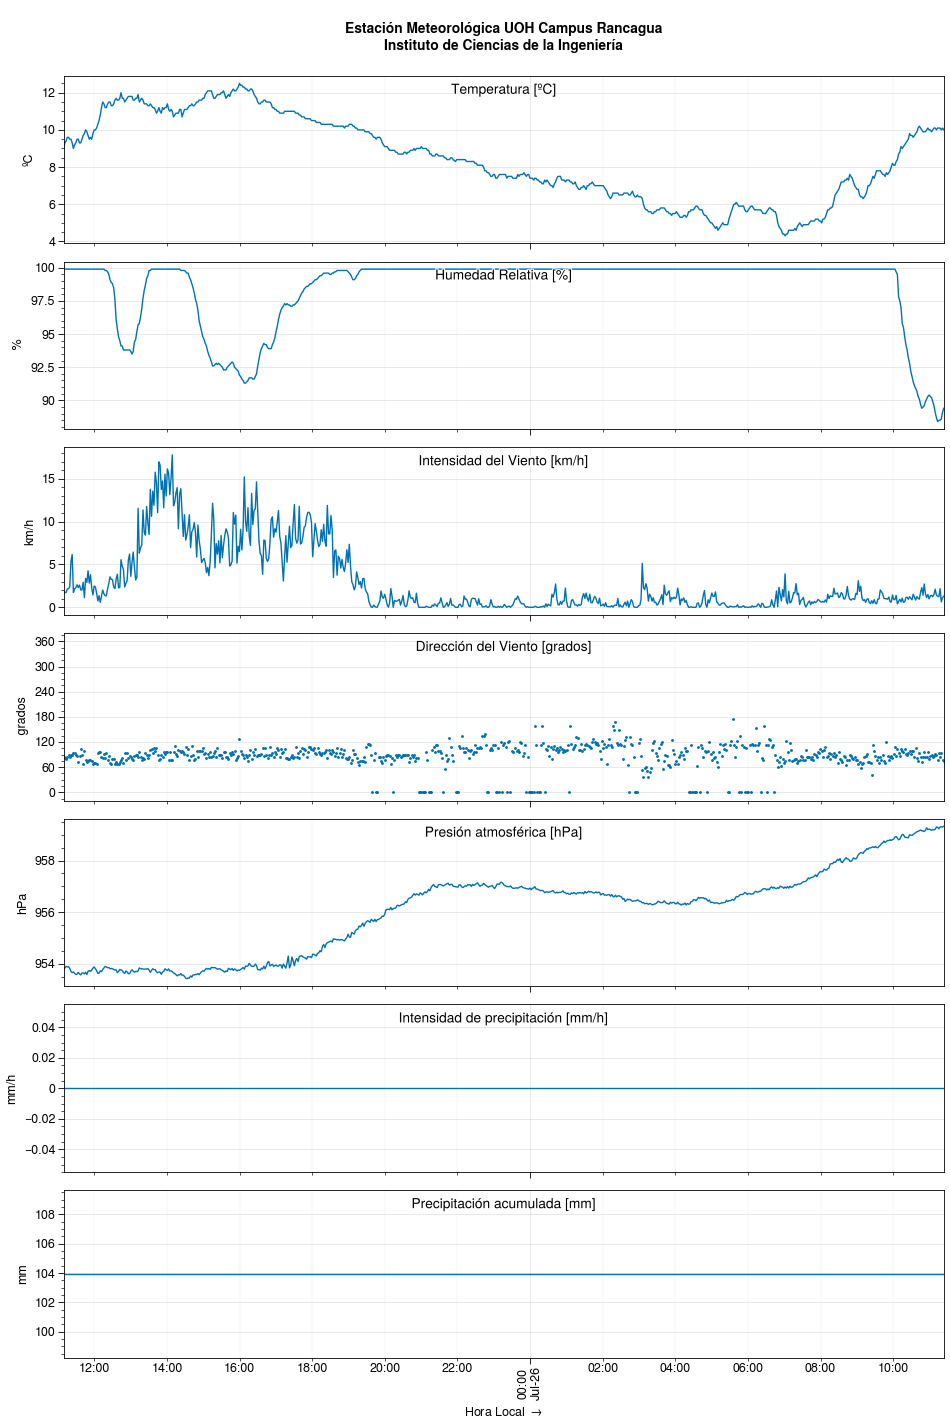 Estación Meteorológica UOH Campus Rancagua
Instituto de Ciencias de la Ingeniería
Temperatura [ºC]
ºC
12
10
8
6
4
Humedad Relativa [%]
%
100
97.5
95
92.5
90
Intensidad del Viento [km/h]
km/h
15
10
5
0
Dirección del Viento [grados]
grados
360
300
240
180
120
60
0
Presión atmosférica [hPa]
hPa
958
956
954
Intensidad de precipitación [mm/h]
mm/h
0.04
0.02
0
−0.02
−0.04
Precipitación acumulada [mm]
mm
108
106
104
102
100
12:00 14:00 16:00 18:00 20:00 22:00 00:00 02:00 04:00 06:00 08:00 10:00
Jul-26
Hora Local →